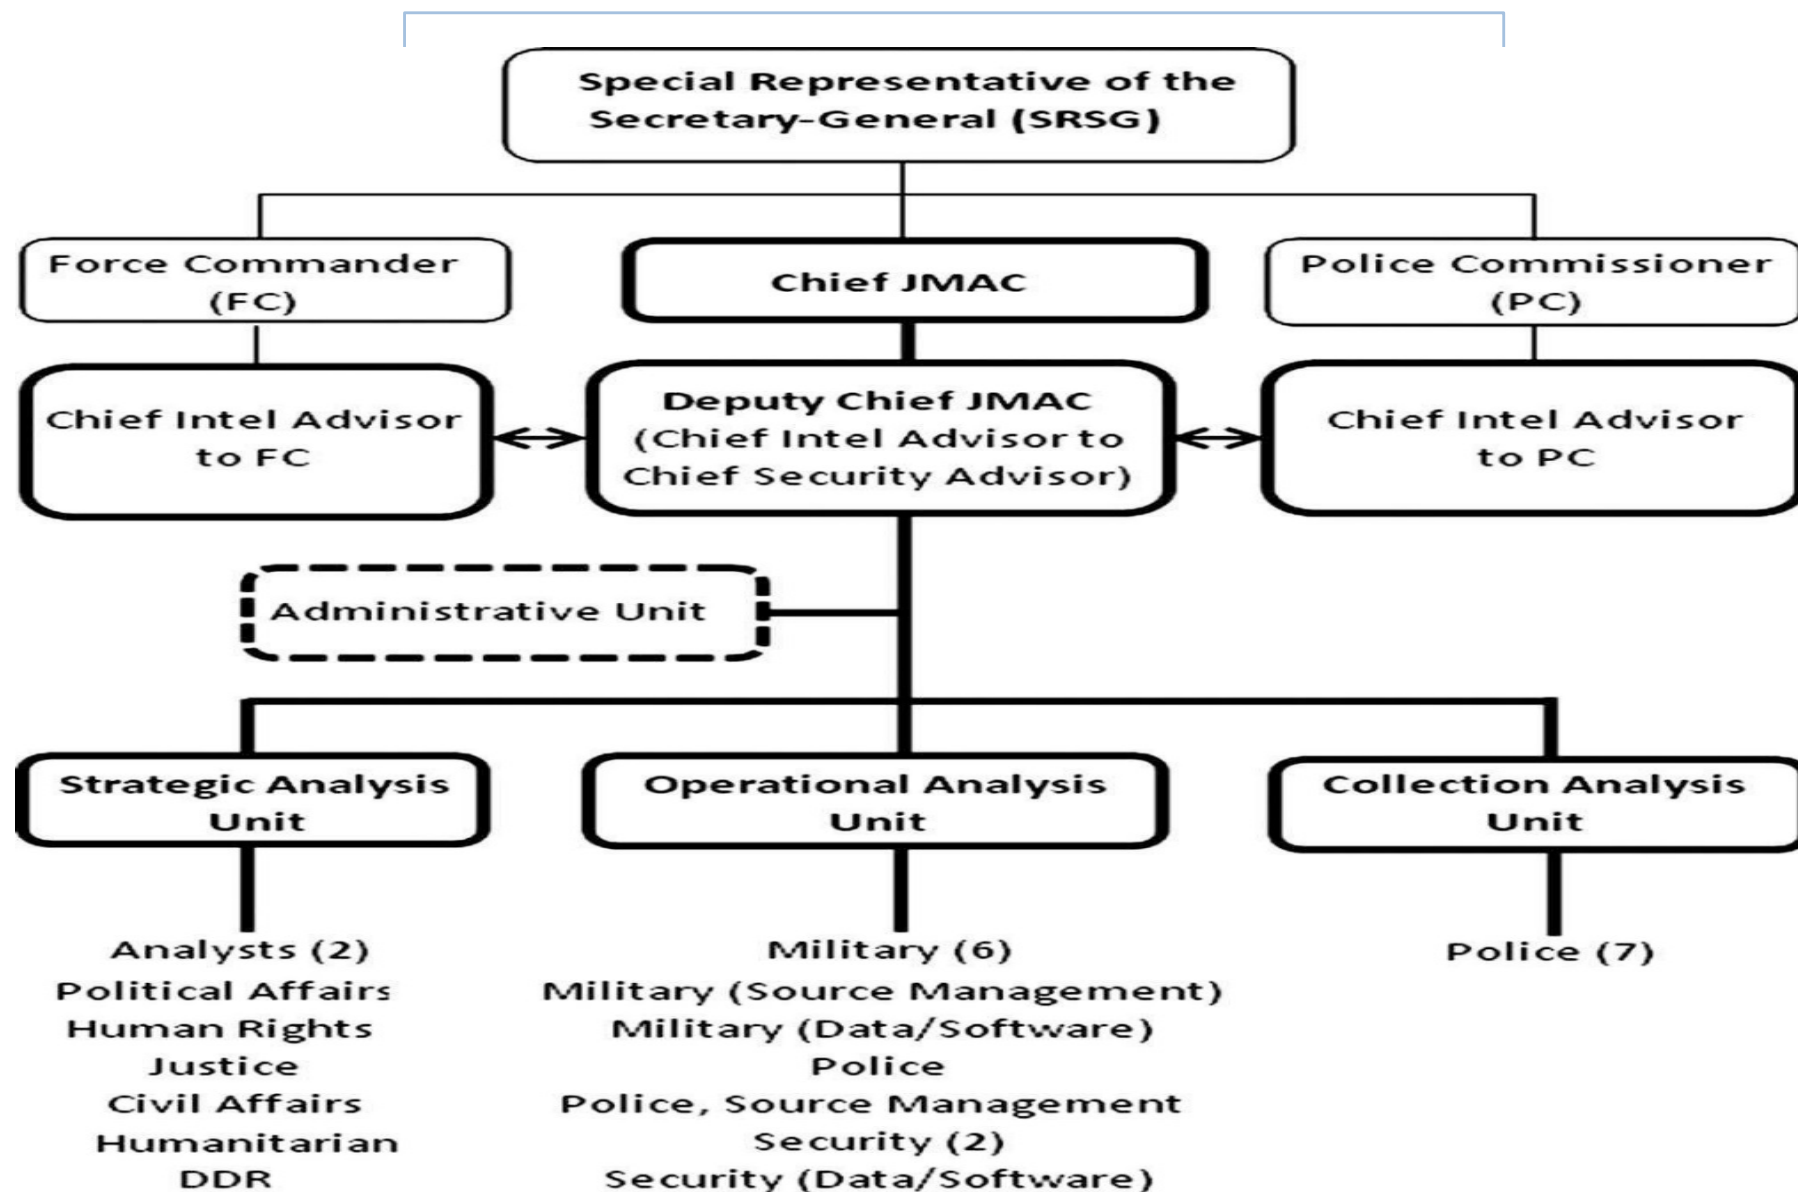 Special Representative of the
Secretary-General (SRSG)
Force Commander
(FC)
Chief JMAC
Police Commissioner
(PC)
Chief Intel Advisor
to FC
Deputy Chief JMAC
(Chief Intel Advisor to
Chief Security Advisor)
Chief Intel Advisor
to PC
Administrative Unit
Strategic Analysis
Unit
Operational Analysis
Unit
Collection Analysis
Unit
Analysts (2)
Political Affairs
Human Rights
Justice
Civil Affairs
Humanitarian
DDR
Military (6)
Military (Source Management)
Military (Data/Software)
Police
Police, Source Management
Security (2)
Security (Data/Software)
Police (7)